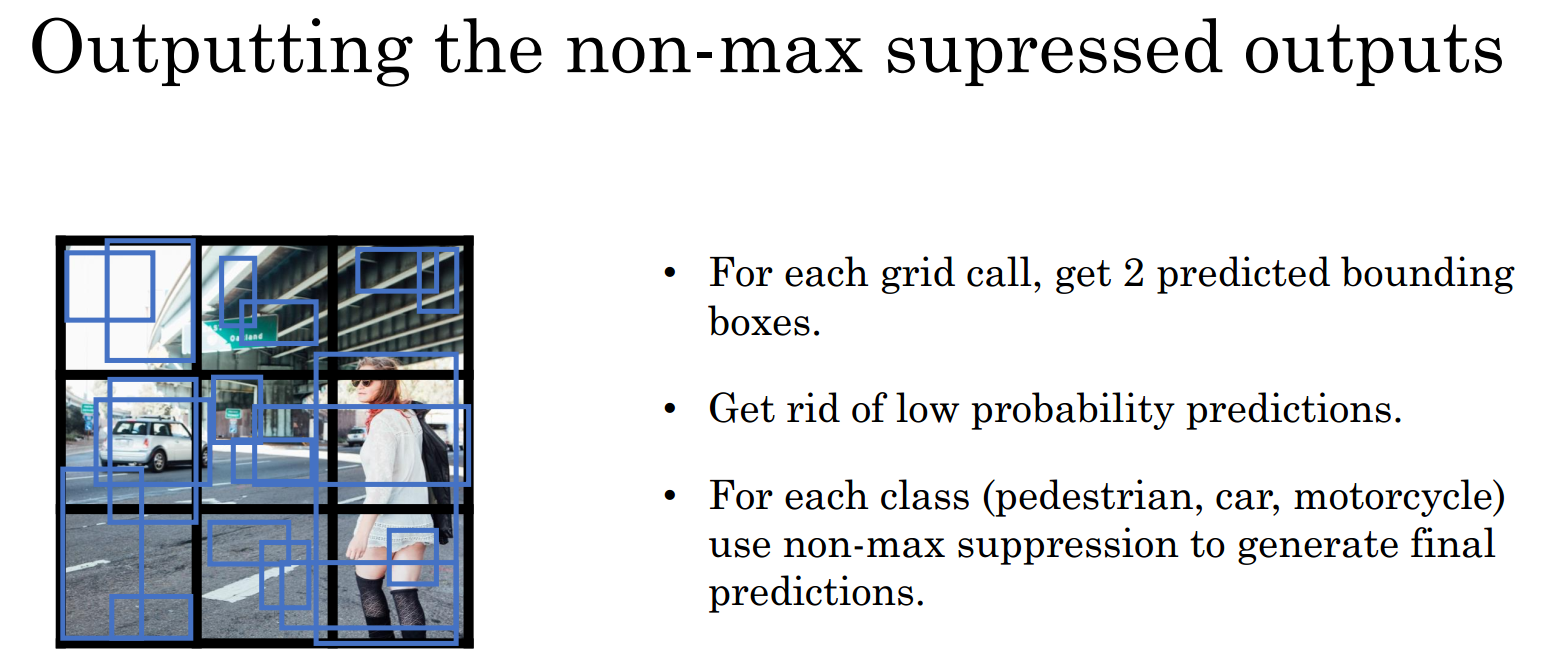 Outputting the non-max supressed outputs
• For each grid call, get 2 predicted bounding
boxes.
• Get rid of low probability predictions.
• For each class (pedestrian, car, motorcycle)
use non-max suppression to generate final
predictions.